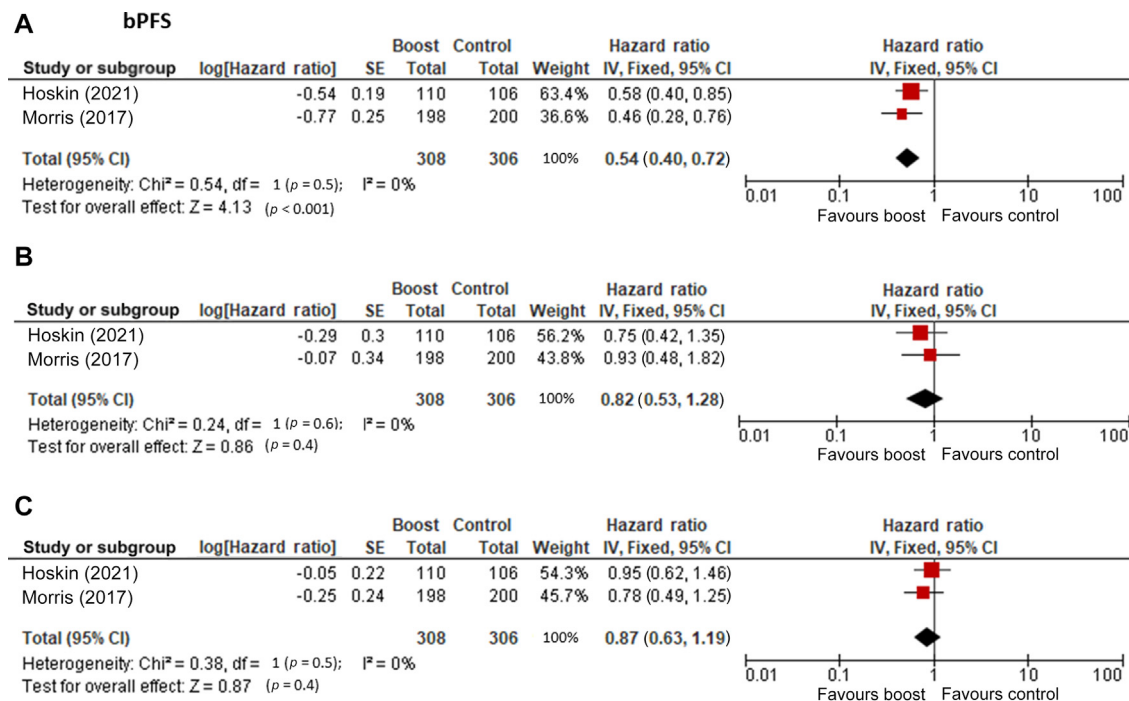 A bPFS
Boost Control Hazard ratio Hazard ratio
Study or subgroup log[Hazard ratio] SE Total Total Weight IV, Fixed, 95% CI IV, Fixed, 95% CI
Hoskin (2021) -0.54 0.19 110 106 63.4% 0.58 (0.40, 0.85)
Morris (2017) -0.77 0.25 198 200 36.6% 0.46 (0.28, 0.76)
Total (95% CI) 308 306 100% 0.54 (0.40, 0.72)
Heterogeneity: Chi² = 0.54, df = 1 (p = 0.5); I² = 0%
Test for overall effect: Z = 4.13 (p < 0.001)
0.01 0.1 1 10 100
Favours boost Favours control
B
Boost Control Hazard ratio Hazard ratio
Study or subgroup log[Hazard ratio] SE Total Total Weight IV, Fixed, 95% CI IV, Fixed, 95% CI
Hoskin (2021) -0.29 0.3 110 106 56.2% 0.75 (0.42, 1.35)
Morris (2017) -0.07 0.34 198 200 43.8% 0.93 (0.48, 1.82)
Total (95% CI) 308 306 100% 0.82 (0.53, 1.28)
Heterogeneity: Chi² = 0.24, df = 1 (p = 0.6); I² = 0%
Test for overall effect: Z = 0.86 (p = 0.4)
0.01 0.1 1 10 100
Favours boost Favours control
C
Boost Control Hazard ratio Hazard ratio
Study or subgroup log[Hazard ratio] SE Total Total Weight IV, Fixed, 95% CI IV, Fixed, 95% CI
Hoskin (2021) -0.05 0.22 110 106 54.3% 0.95 (0.62, 1.46)
Morris (2017) -0.25 0.24 198 200 45.7% 0.78 (0.49, 1.25)
Total (95% CI) 308 306 100% 0.87 (0.63, 1.19)
Heterogeneity: Chi² = 0.38, df = 1 (p = 0.5); I² = 0%
Test for overall effect: Z = 0.87 (p = 0.4)
0.01 0.1 1 10 100
Favours boost Favours control